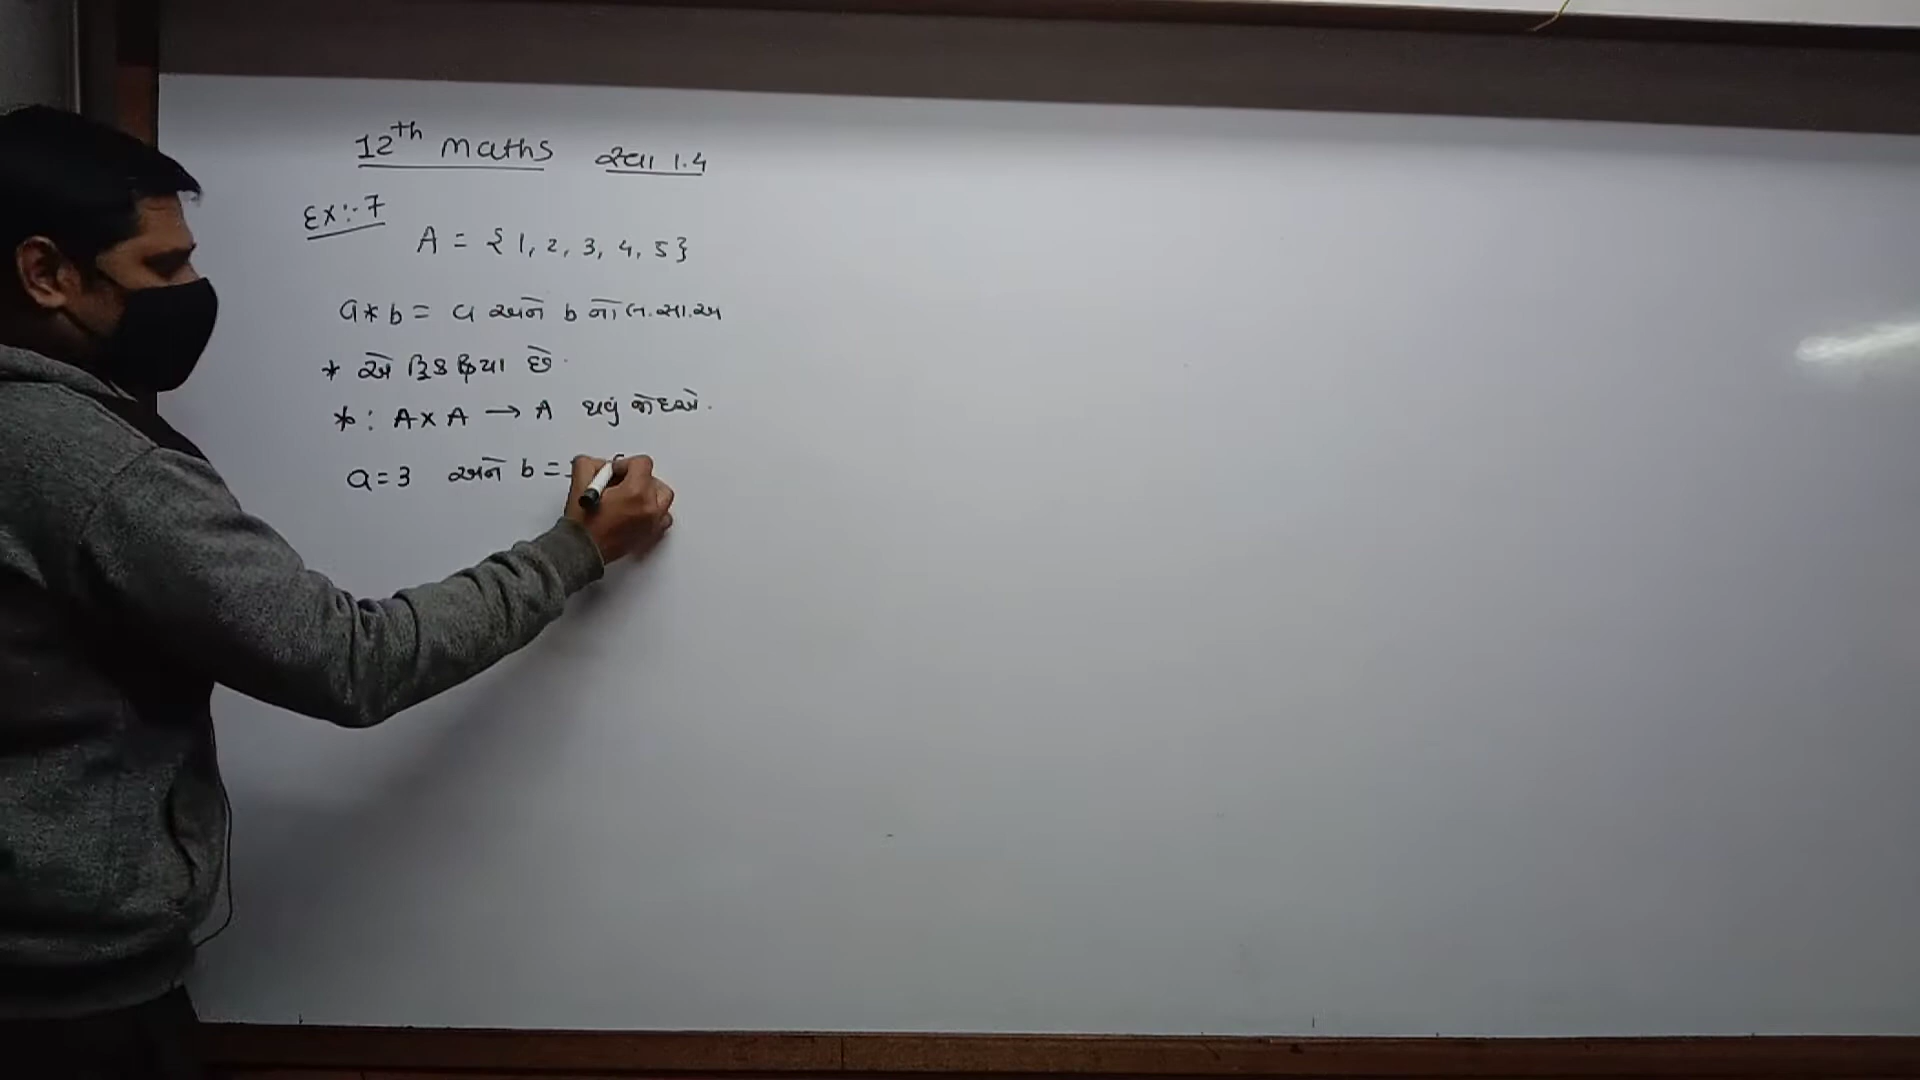 12th maths સ્વા 1.4
Ex:-7
A = {1, 2, 3, 4, 5}
a * b = a અને b નો લ.સા.અ
* એ દ્વિક્ક્રિયા છે.
* : A × A → A થવું જોઈએ.
a = 3 અને b =